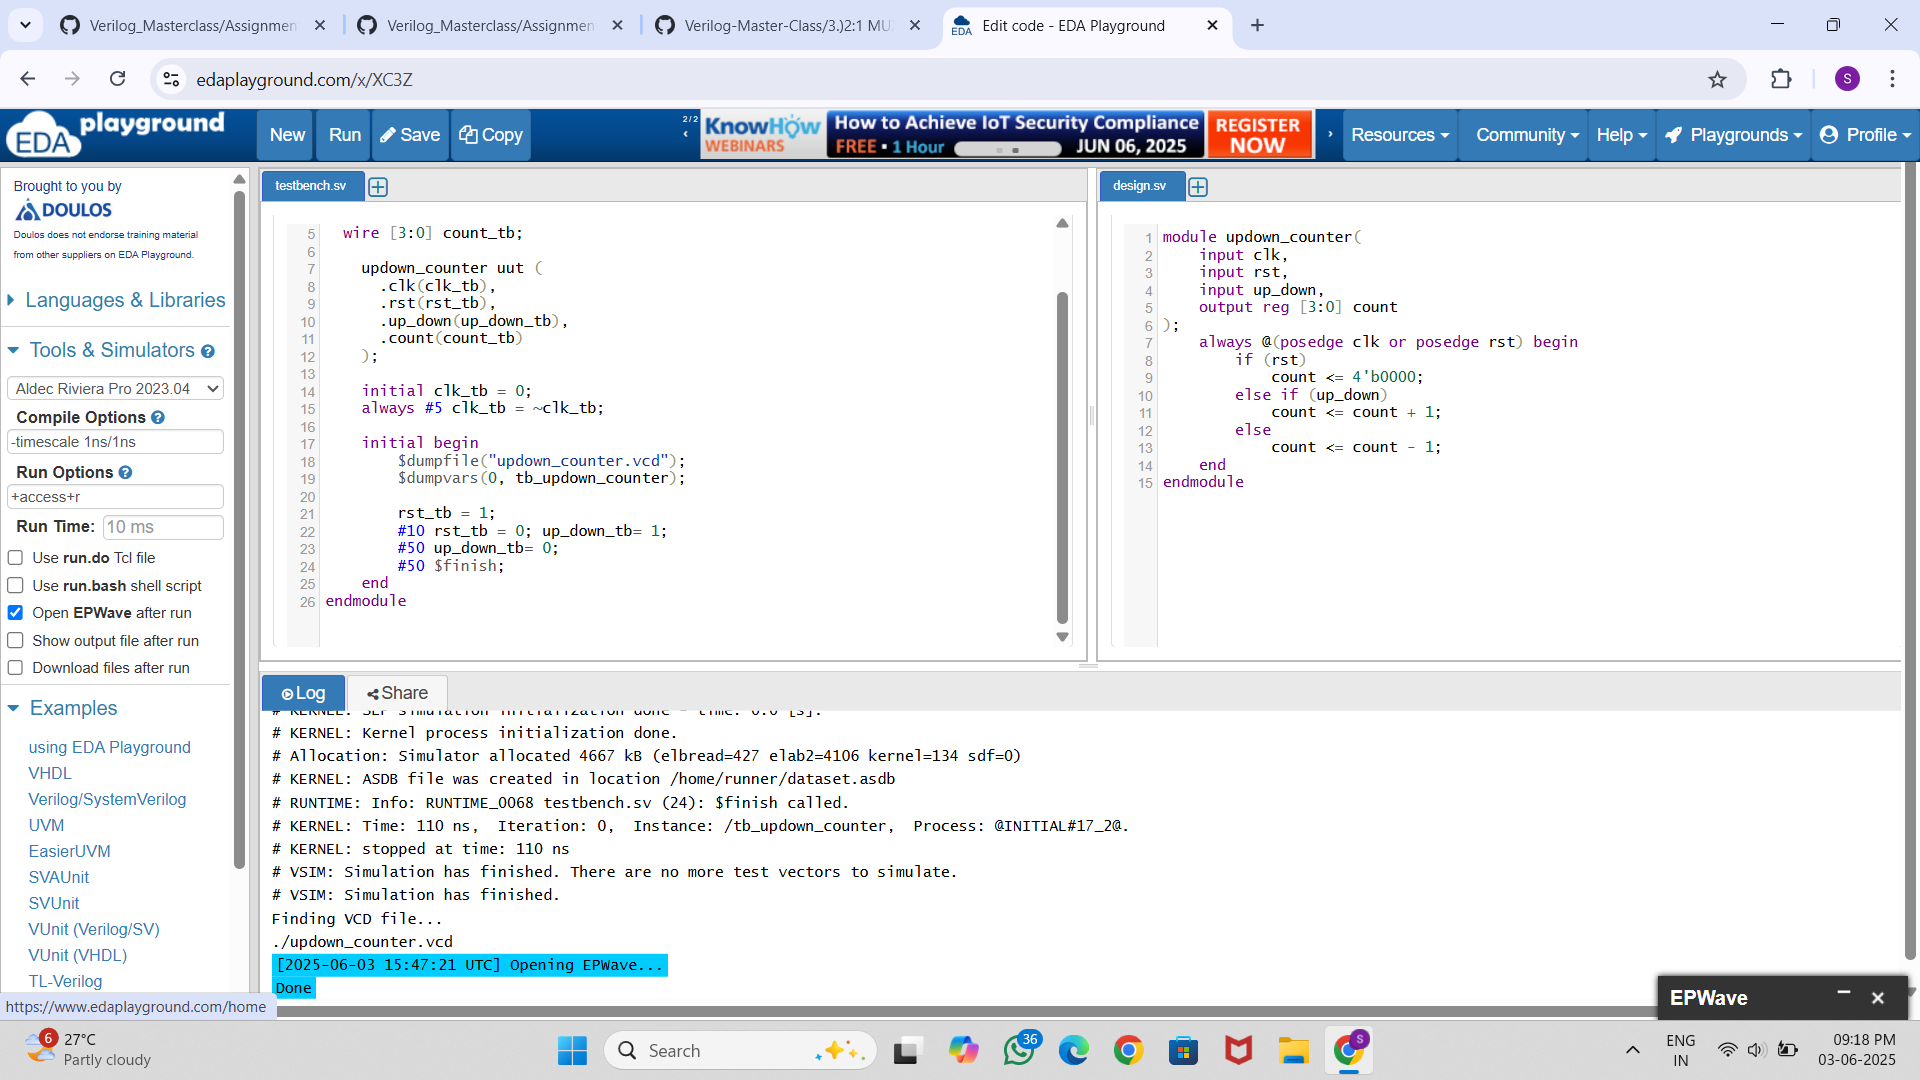 Verilog_Masterclass/Assignmen
Verilog_Masterclass/Assignmen
Verilog-Master-Class/3.)2:1 MU
EDA
Edit code - EDA Playground
edaplayground.com/x/XC3Z
S
EDA playground
New
Run
Save
Copy
2/2
KnowHow
WEBINARS
How to Achieve IoT Security Compliance
FREE • 1 Hour
JUN 06, 2025
REGISTER
NOW
Resources
Community
Help
Playgrounds
Profile
Brought to you by
DOULOS
Doulos does not endorse training material
from other suppliers on EDA Playground.
Languages & Libraries
Tools & Simulators
Aldec Riviera Pro 2023.04
Compile Options
-timescale 1ns/1ns
Run Options
+access+r
Run Time: 10 ms
Use run.do Tcl file
Use run.bash shell script
Open EPWave after run
Show output file after run
Download files after run
Examples
using EDA Playground
VHDL
Verilog/SystemVerilog
UVM
EasierUVM
SVAUnit
SVUnit
VUnit (Verilog/SV)
VUnit (VHDL)
TL-Verilog
https://www.edaplayground.com/home
testbench.sv
5 wire [3:0] count_tb;
6
7 updown_counter uut (
8 .clk(clk_tb),
9 .rst(rst_tb),
10 .up_down(up_down_tb),
11 .count(count_tb)
12 );
13
14 initial clk_tb = 0;
15 always #5 clk_tb = ~clk_tb;
16
17 initial begin
18 $dumpfile("updown_counter.vcd");
19 $dumpvars(0, tb_updown_counter);
20
21 rst_tb = 1;
22 #10 rst_tb = 0; up_down_tb= 1;
23 #50 up_down_tb= 0;
24 #50 $finish;
25 end
26 endmodule
design.sv
1 module updown_counter(
2 input clk,
3 input rst,
4 input up_down,
5 output reg [3:0] count
6 );
7 always @(posedge clk or posedge rst) begin
8 if (rst)
9 count <= 4'b0000;
10 else if (up_down)
11 count <= count + 1;
12 else
13 count <= count - 1;
14 end
15 endmodule
Log
Share
# KERNEL: SLP simulation initialization done - time: 0.0 [s].
# KERNEL: Kernel process initialization done.
# Allocation: Simulator allocated 4667 kB (elbread=427 elab2=4106 kernel=134 sdf=0)
# KERNEL: ASDB file was created in location /home/runner/dataset.asdb
# RUNTIME: Info: RUNTIME_0068 testbench.sv (24): $finish called.
# KERNEL: Time: 110 ns,  Iteration: 0,  Instance: /tb_updown_counter,  Process: @INITIAL#17_2@.
# KERNEL: stopped at time: 110 ns
# VSIM: Simulation has finished. There are no more test vectors to simulate.
# VSIM: Simulation has finished.
Finding VCD file...
./updown_counter.vcd
[2025-06-03 15:47:21 UTC] Opening EPWave...
Done
EPWave
6
27°C
Partly cloudy
Search
36
S
ENG
IN
09:18 PM
03-06-2025